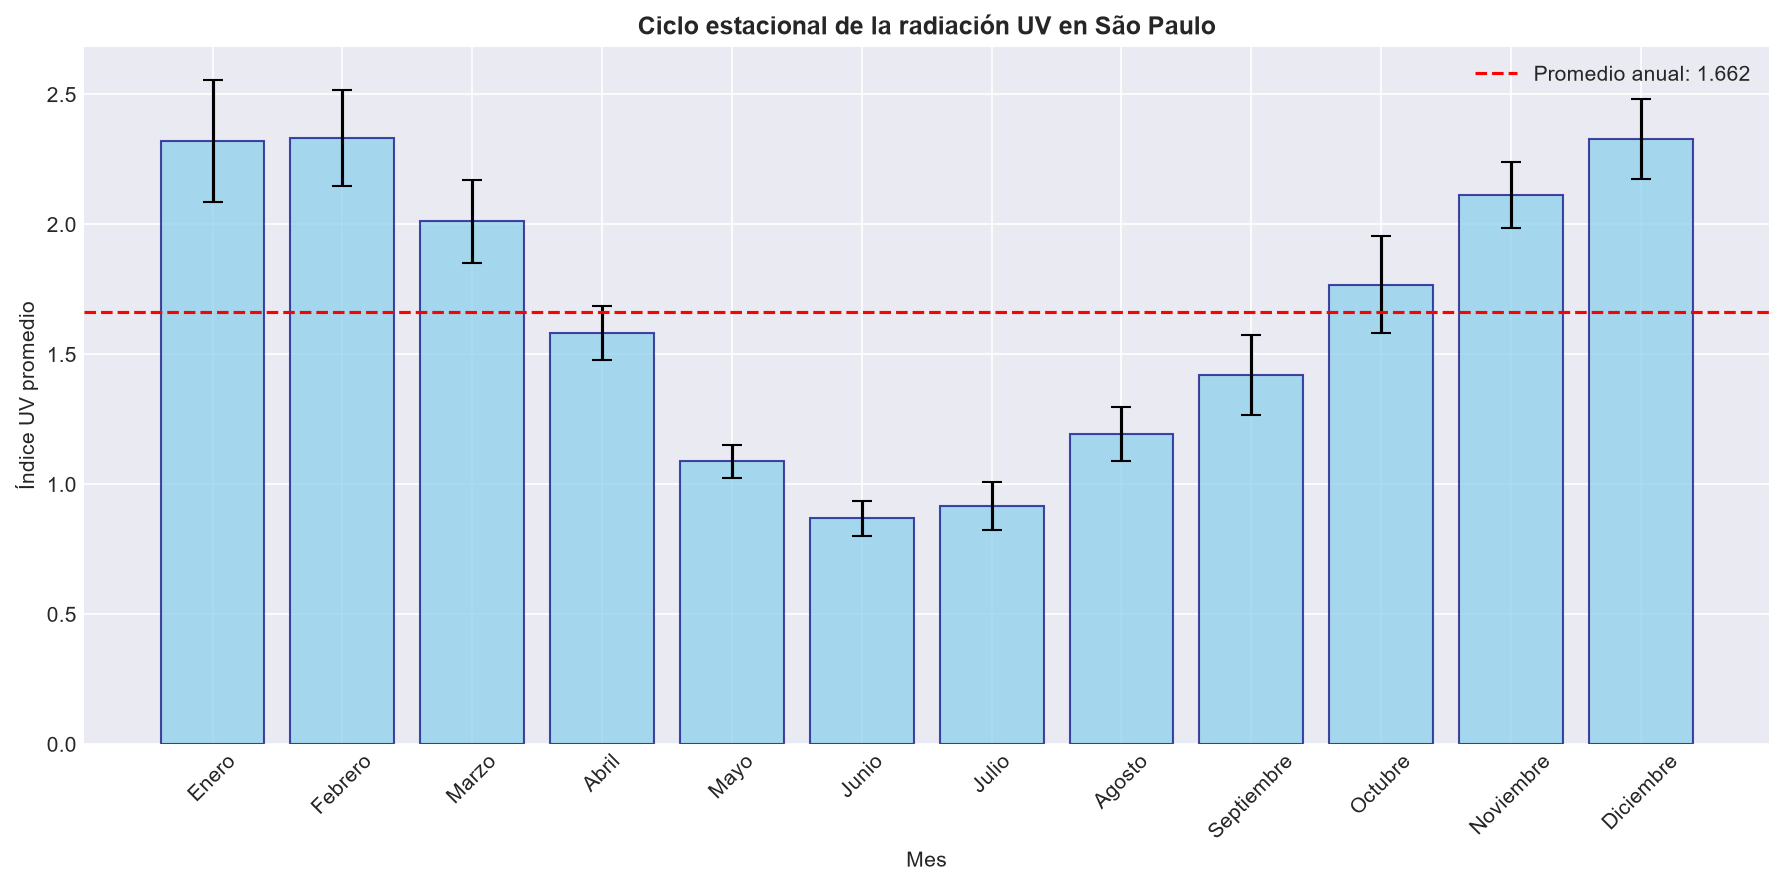 Ciclo estacional de la radiación UV en São Paulo
Promedio anual: 1.662
Índice UV promedio
2.5
2.0
1.5
1.0
0.5
0.0
Enero
Febrero
Marzo
Abril
Mayo
Junio
Julio
Agosto
Septiembre
Octubre
Noviembre
Diciembre
Mes